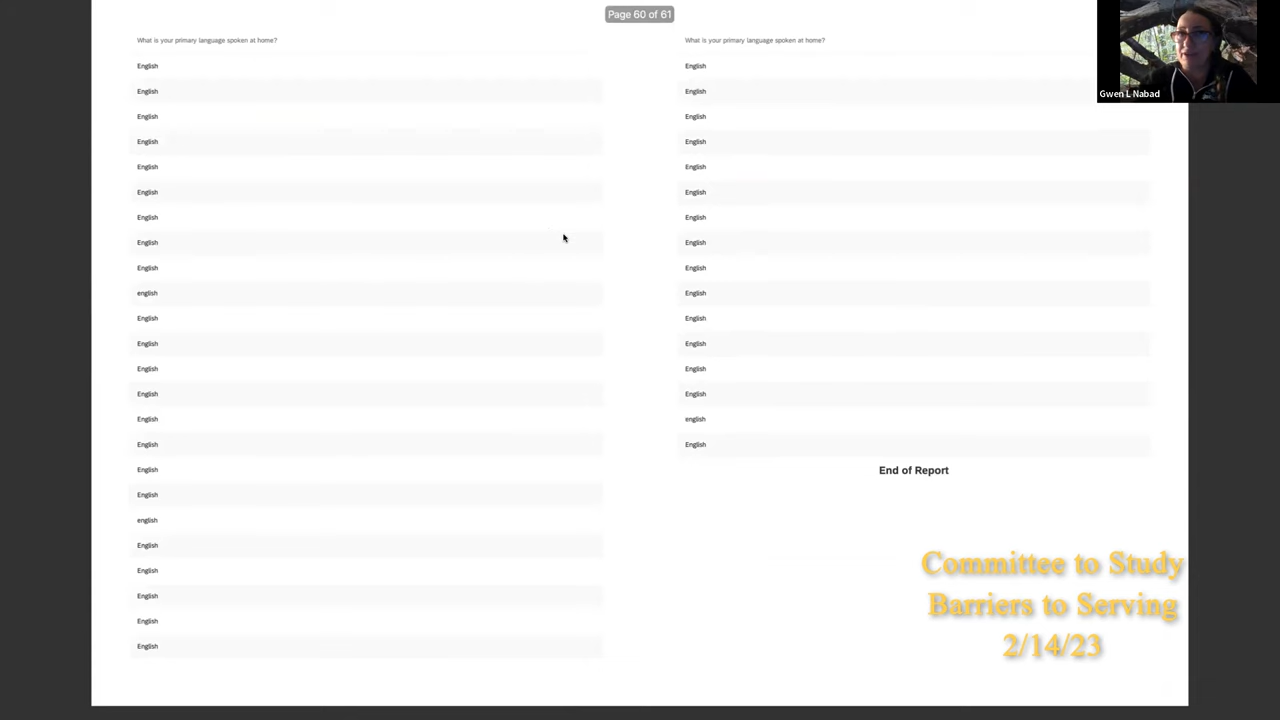 Page 60 of 61
Gwen L Nabad
What is your primary language spoken at home?
English
English
English
English
English
English
English
English
English
english
English
English
English
English
English
English
English
English
english
English
English
English
English
English
What is your primary language spoken at home?
English
English
English
English
English
English
English
English
English
English
English
English
English
English
english
English
End of Report
Committee to Study
Barriers to Serving
2/14/23